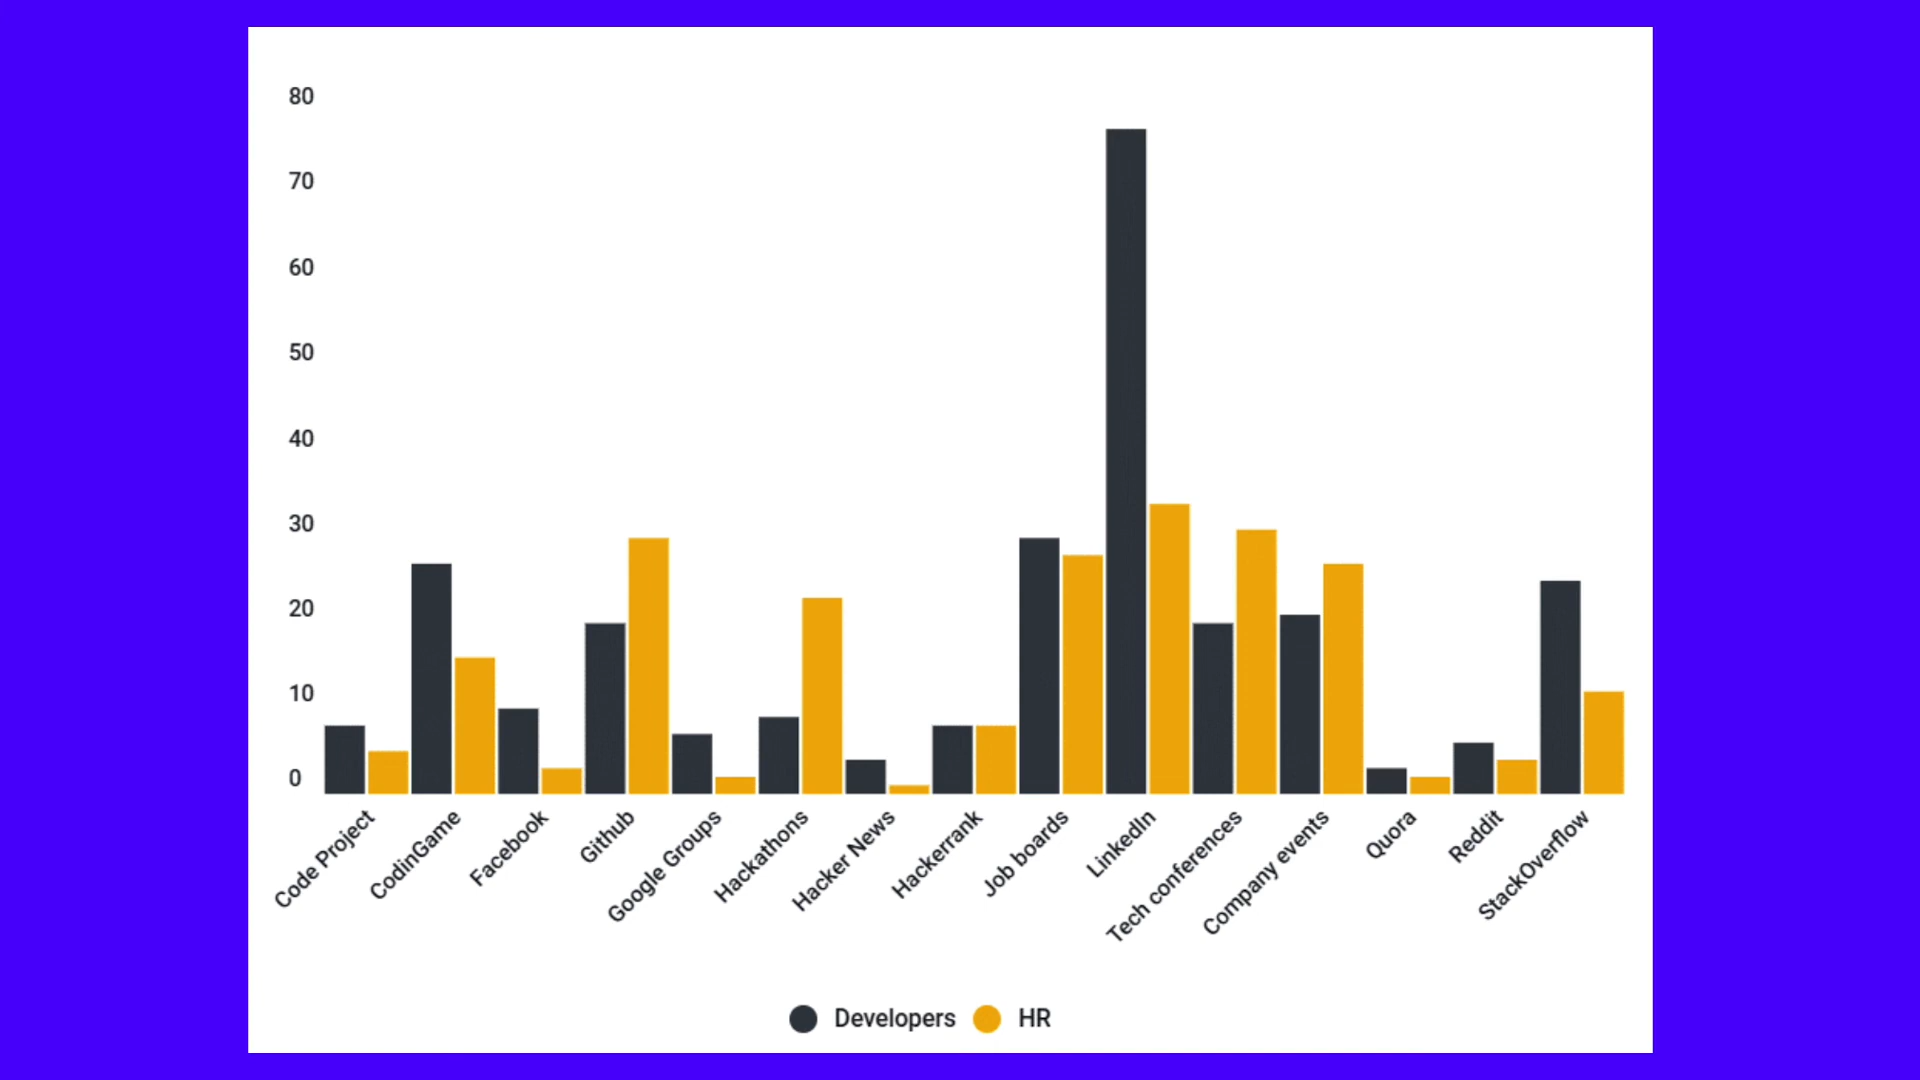 80
70
60
50
40
30
20
10
0
Code Project
CodinGame
Facebook
Github
Google Groups
Hackathons
Hacker News
Hackerrank
Job boards
LinkedIn
Tech conferences
Company events
Quora
Reddit
StackOverflow
Developers HR